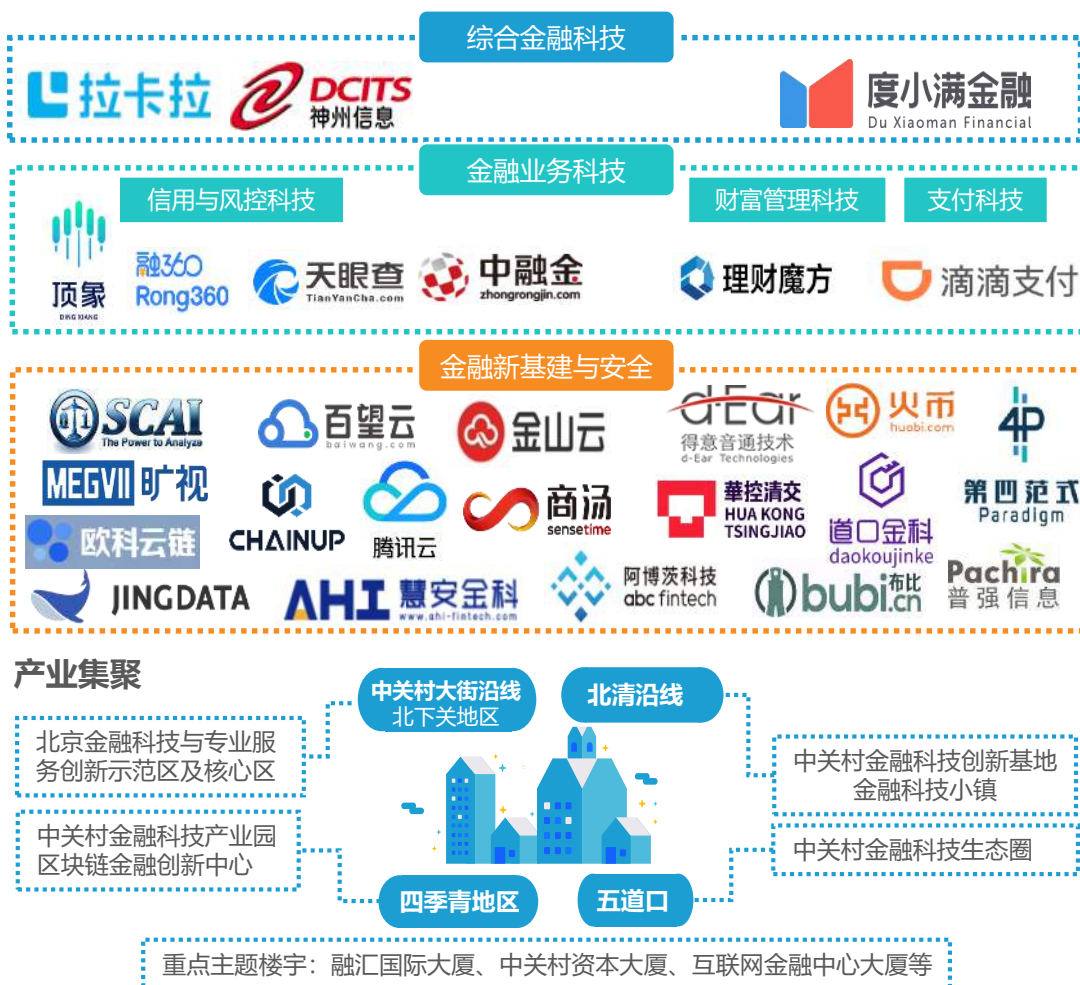 综合金融科技
拉卡拉
DCITS
神州信息
度小满金融
Du Xiaoman Financial
金融业务科技
信用与风控科技
财富管理科技
支付科技
顶象
DING XIANG
融360
Rong360
天眼查
TianYanCha.com
中融金
zhongrongjin.com
理财魔方
滴滴支付
金融新基建与安全
SCAI
The Power to Analyze
百望云
baiwang.com
金山云
d-Ear
得意音通技术
d-Ear Technologies
火币
huobi.com
4P
第四范式
Paradigm
MEGVII 旷视
CHAINUP
腾讯云
商汤
sensetime
華控清交
HUA KONG
TSINGJIAO
道口金科
daokoujinke
欧科云链
JINGDATA
AHI 慧安金科
www.ahi-fintech.com
阿博茨科技
abc fintech
bubi布比.cn
Pachira
普强信息
产业集聚
中关村大街沿线
北下关地区
北清沿线
北京金融科技与专业服
务创新示范区及核心区
中关村金融科技创新基地
金融科技小镇
中关村金融科技产业园
区块链金融创新中心
中关村金融科技生态圈
四季青地区
五道口
重点主题楼宇：融汇国际大厦、中关村资本大厦、互联网金融中心大厦等